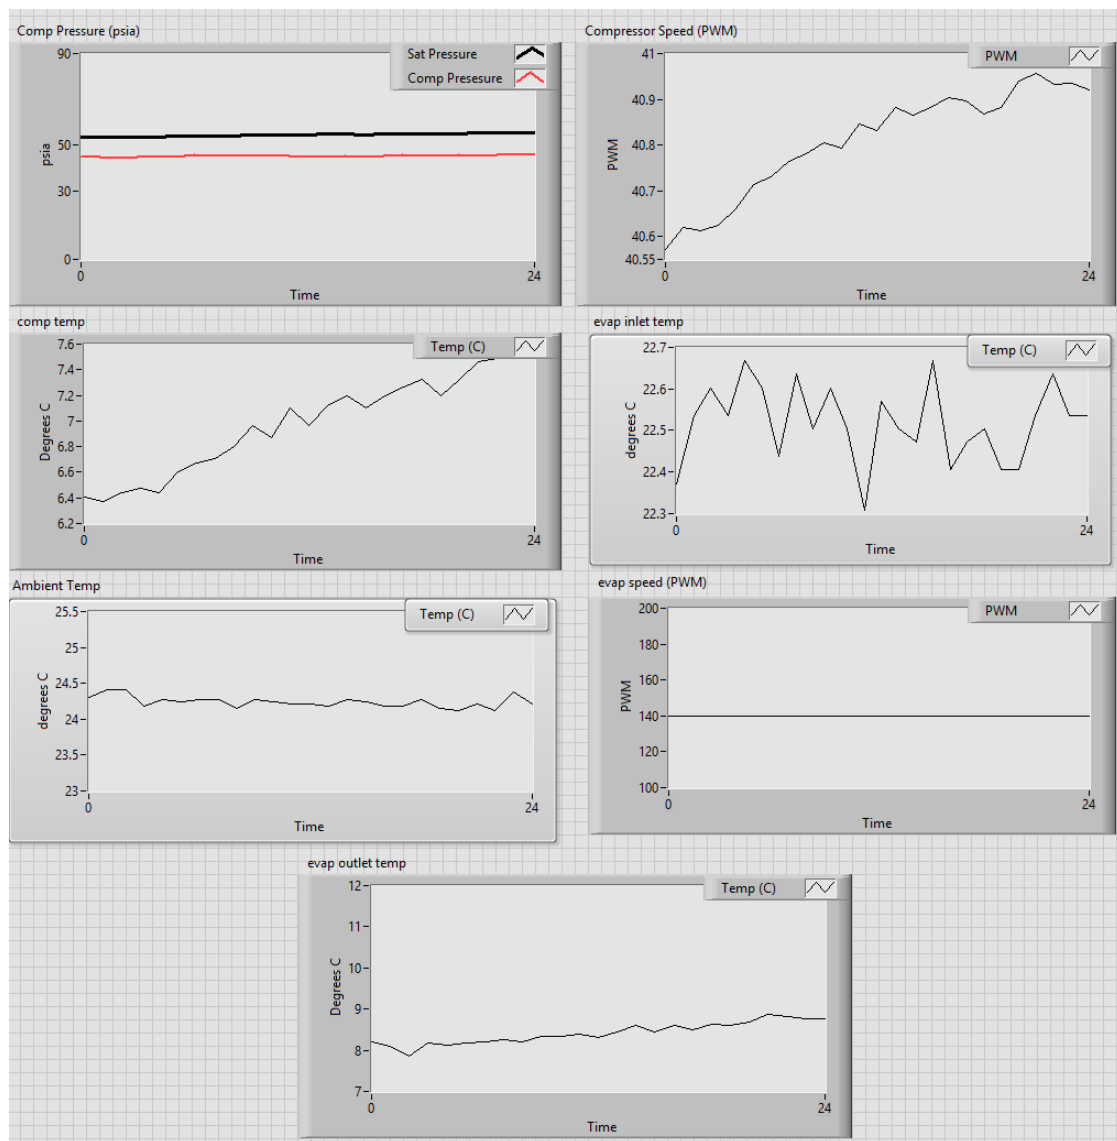 Comp Pressure (psia)
Sat Pressure
Comp Presesure
90
50
30
0
psia
0
24
Time
Compressor Speed (PWM)
PWM
41
40.9
40.8
40.7
40.6
40.55
PWM
0
24
Time
comp temp
Temp (C)
7.6
7.4
7.2
7
6.8
6.6
6.4
6.2
Degrees C
0
24
Time
evap inlet temp
Temp (C)
22.7
22.6
22.5
22.4
22.3
degrees C
0
24
Time
Ambient Temp
Temp (C)
25.5
25
24.5
24
23.5
23
degrees C
0
24
Time
evap speed (PWM)
PWM
200
180
160
140
120
100
PWM
0
24
Time
evap outlet temp
Temp (C)
12
11
10
9
8
7
Degrees C
0
24
Time